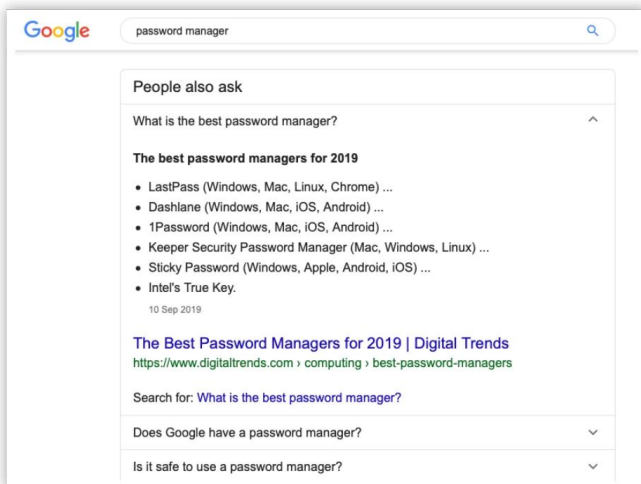 Google
password manager
People also ask
What is the best password manager?
The best password managers for 2019
• LastPass (Windows, Mac, Linux, Chrome) ...
• Dashlane (Windows, Mac, iOS, Android) ...
• 1Password (Windows, Mac, iOS, Android) ...
• Keeper Security Password Manager (Mac, Windows, Linux) ...
• Sticky Password (Windows, Apple, Android, iOS) ...
• Intel's True Key.
10 Sep 2019
The Best Password Managers for 2019 | Digital Trends
https://www.digitaltrends.com › computing › best-password-managers
Search for: What is the best password manager?
Does Google have a password manager?
Is it safe to use a password manager?